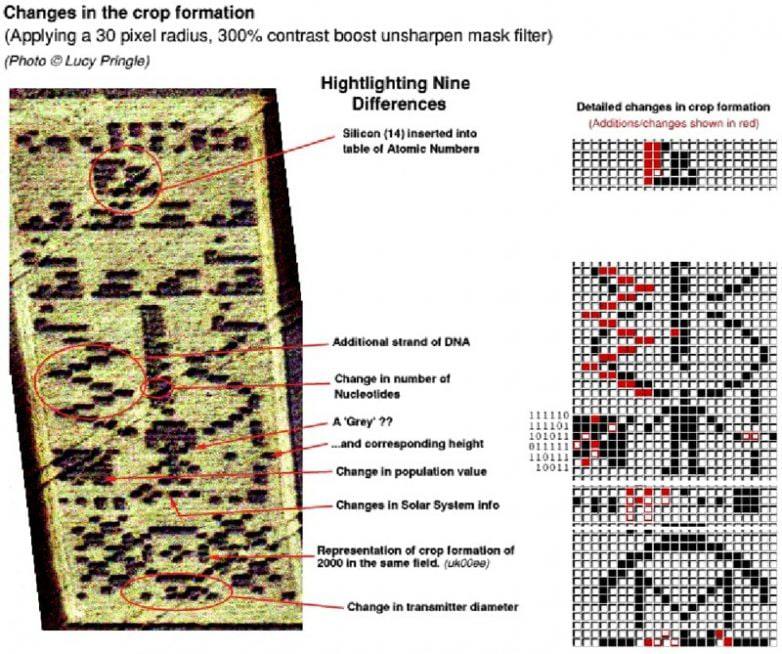 Changes in the crop formation
(Applying a 30 pixel radius, 300% contrast boost unsharpen mask filter)
(Photo © Lucy Pringle)
Hightlighting Nine
Differences
Detailed changes in crop formation
(Additions/changes shown in red)
Silicon (14) inserted into
table of Atomic Numbers
Additional strand of DNA
Change in number of
Nucleotides
A 'Grey' ??
...and corresponding height
Change in population value
Changes in Solar System info
Representation of crop formation of
2000 in the same field. (uk00ee)
Change in transmitter diameter
111110
111101
101011
011111
110111
10011